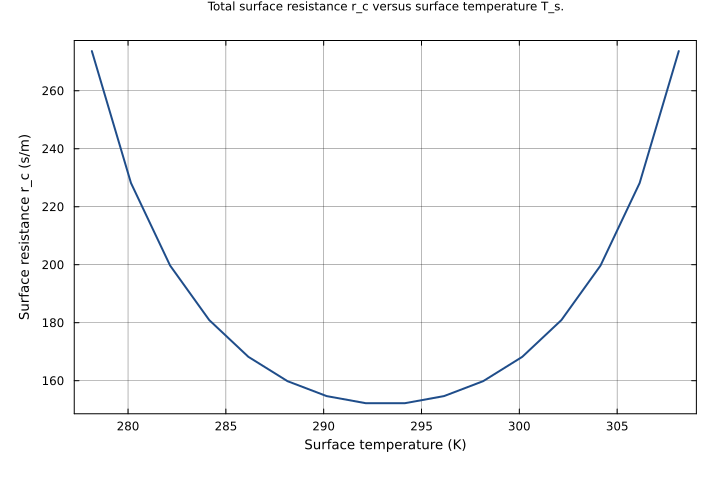 Total surface resistance r_c versus surface temperature T_s.
260
240
220
200
180
160
Surface resistance r_c (s/m)
280 285 290 295 300 305
Surface temperature (K)